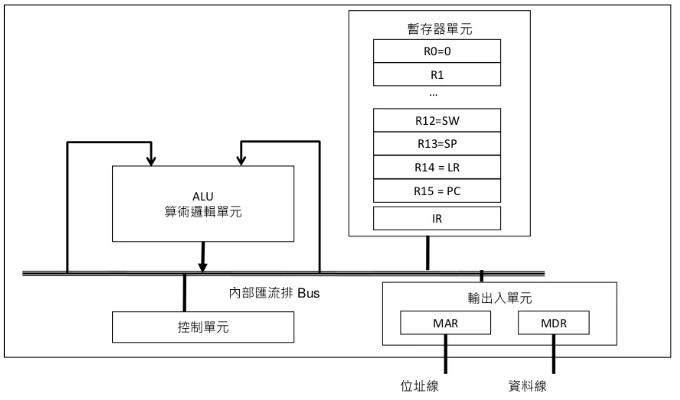 暫存器單元
R0=0
R1
...
R12=SW
R13=SP
R14 = LR
R15 = PC
IR
ALU
算術邏輯單元
內部匯流排 Bus
控制單元
輸出入單元
MAR
MDR
位址線
資料線